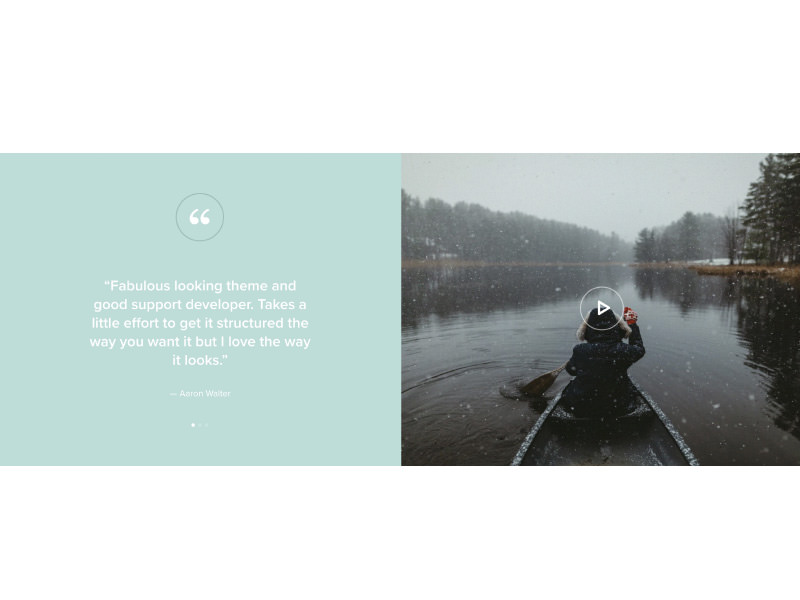 “Fabulous looking theme and
good support developer. Takes a
little effort to get it structured the
way you want it but I love the way
it looks.”
— Aaron Walter